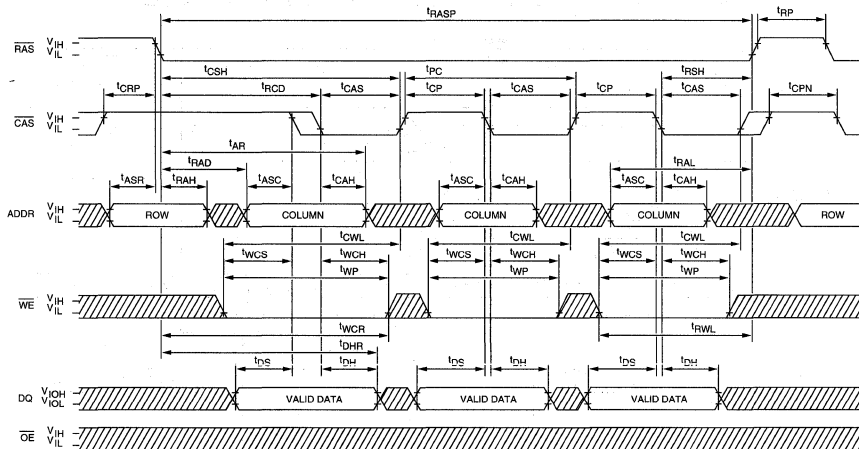 tRASP tRP
RAS VIH
VIL
tCSH tPC tRSH
tCRP tRCD tCAS tCP tCAS tCP tCAS tCPN
CAS VIH
VIL
tAR
tRAD tRAL
tASR tRAH tASC tCAH tASC tCAH tASC tCAH
ADDR VIH
VIL
ROW COLUMN COLUMN COLUMN ROW
tCWL tCWL tCWL
tWCS tWCH tWCS tWCH tWCS tWCH
tWP tWP tWP
WE VIH
VIL
tWCR tRWL
tDHR
tDS tDH tDS tDH tDS tDH
DQ VIOH
VIOL
VALID DATA VALID DATA VALID DATA
OE VIH
VIL